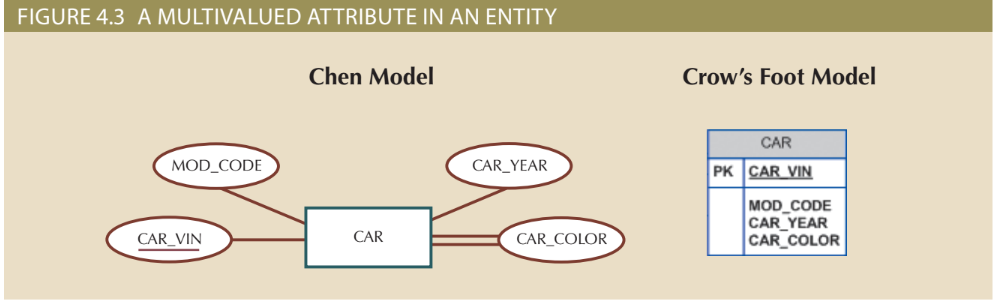 FIGURE 4.3 A MULTIVALUED ATTRIBUTE IN AN ENTITY
Chen Model
Crow’s Foot Model
MOD_CODE
CAR_YEAR
CAR_VIN
CAR
CAR_COLOR
CAR
PK CAR_VIN
MOD_CODE
CAR_YEAR
CAR_COLOR